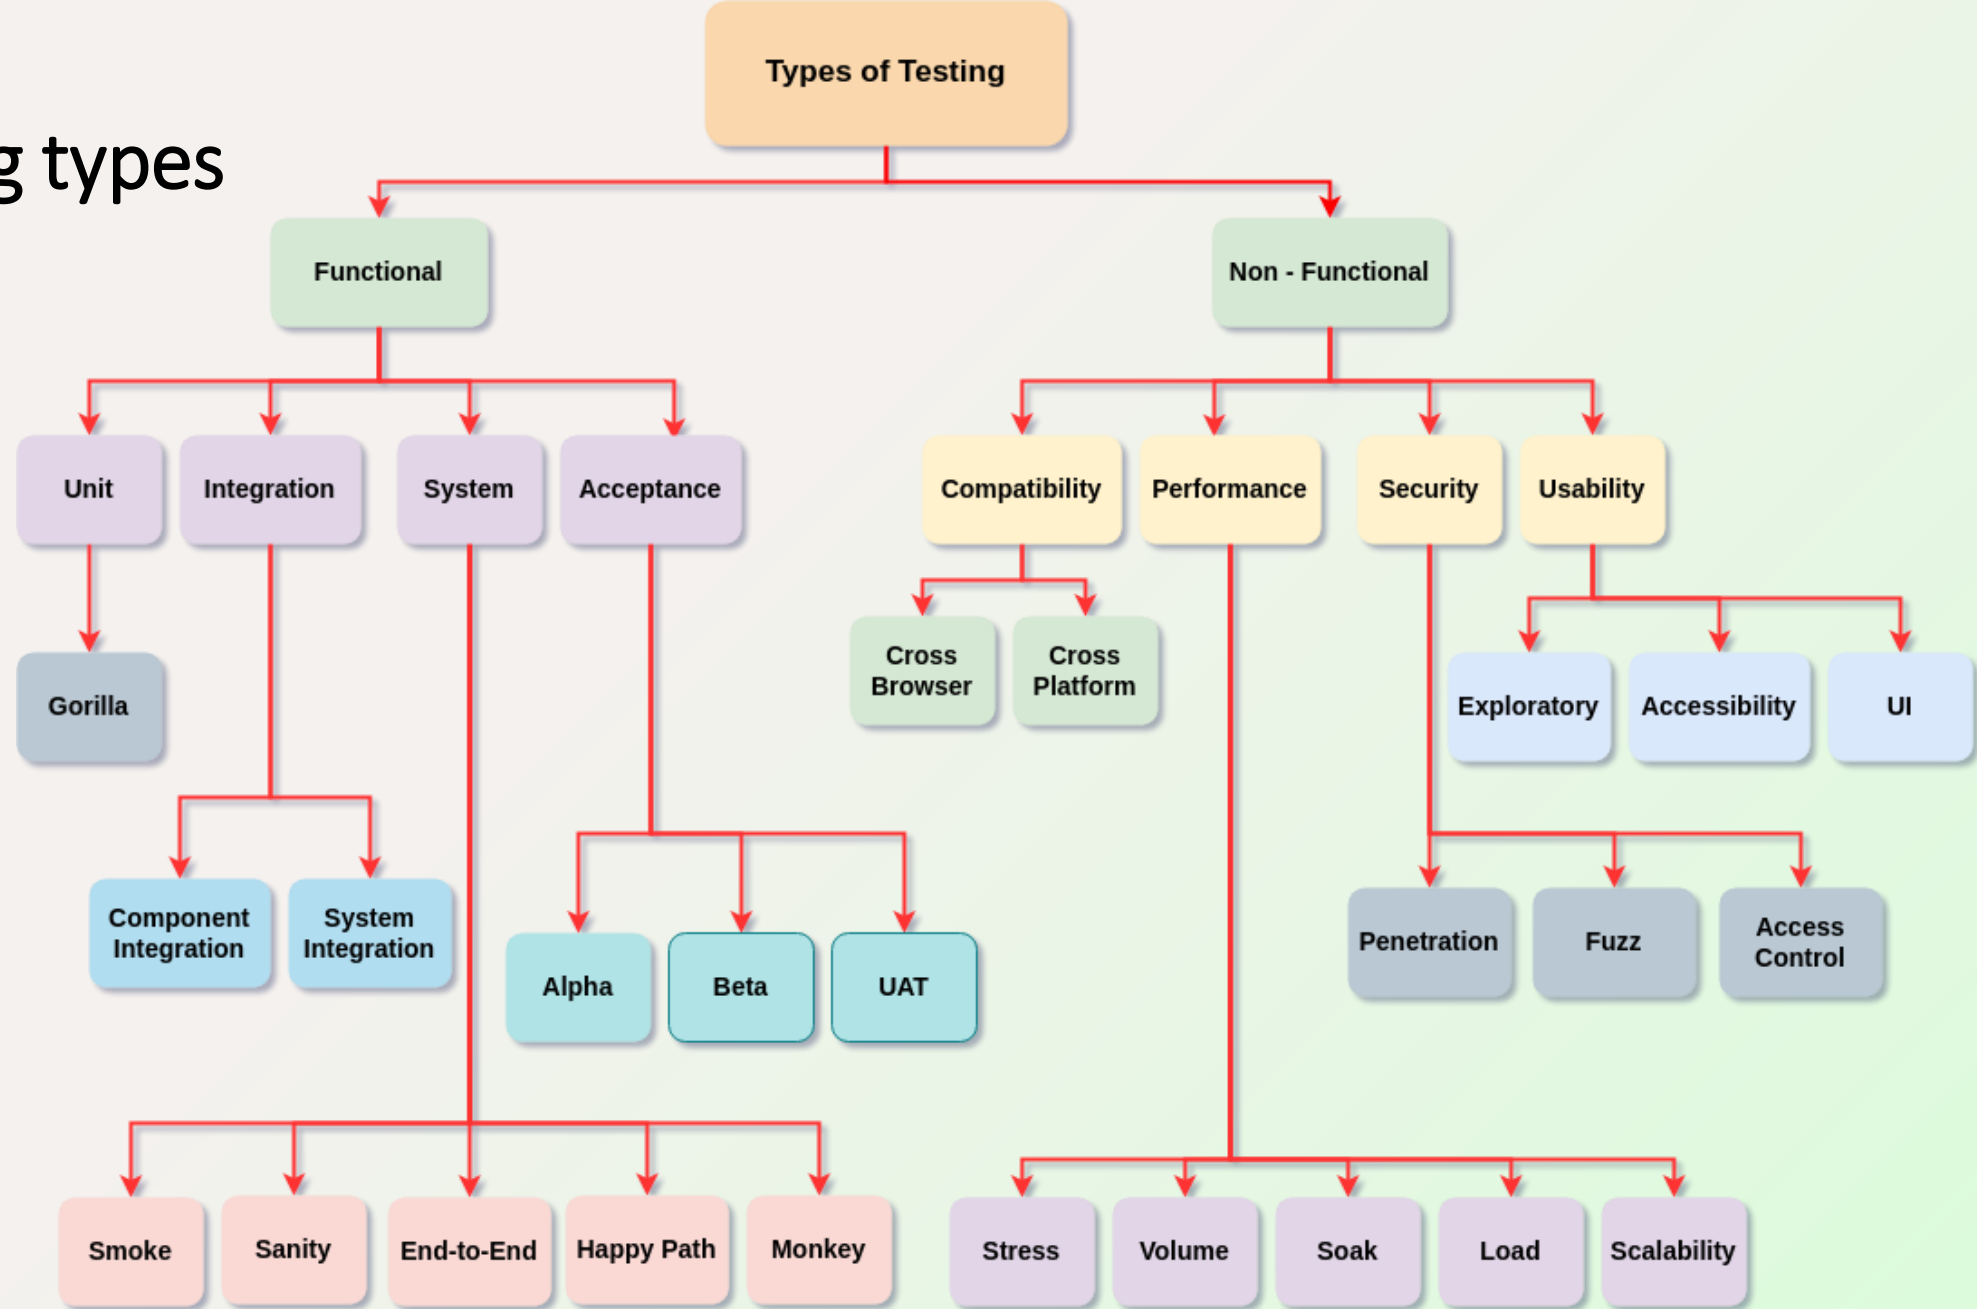 Types of Testing
g types
Functional
Non - Functional
Unit
Integration
System
Acceptance
Compatibility
Performance
Security
Usability
Cross
Browser
Cross
Platform
Gorilla
Exploratory
Accessibility
UI
Component
Integration
System
Integration
Alpha
Beta
UAT
Penetration
Fuzz
Access
Control
Smoke
Sanity
End-to-End
Happy Path
Monkey
Stress
Volume
Soak
Load
Scalability